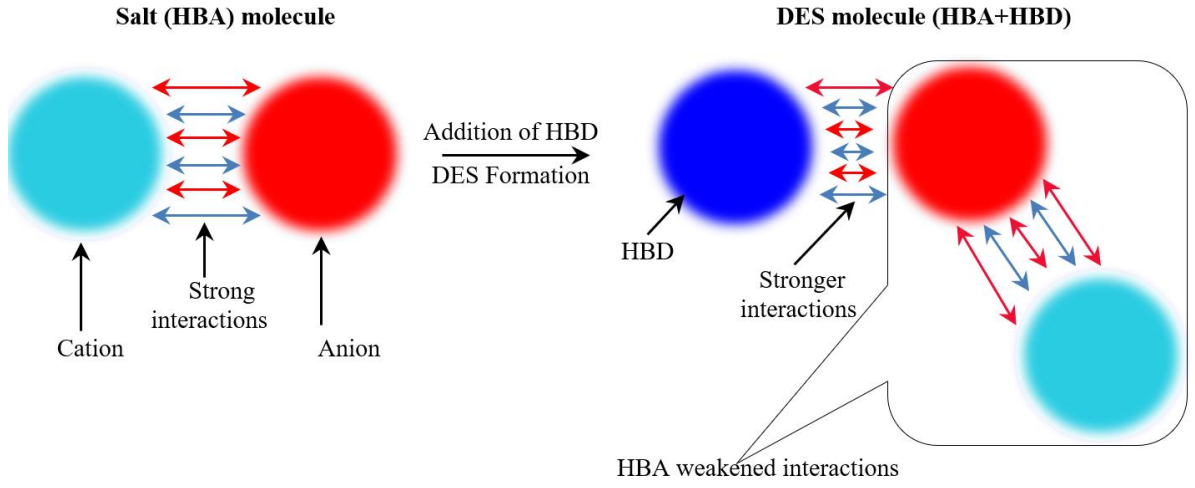 Salt (HBA) molecule
DES molecule (HBA+HBD)
Addition of HBD
DES Formation
HBD
Strong
interactions
Stronger
interactions
Cation
Anion
HBA weakened interactions